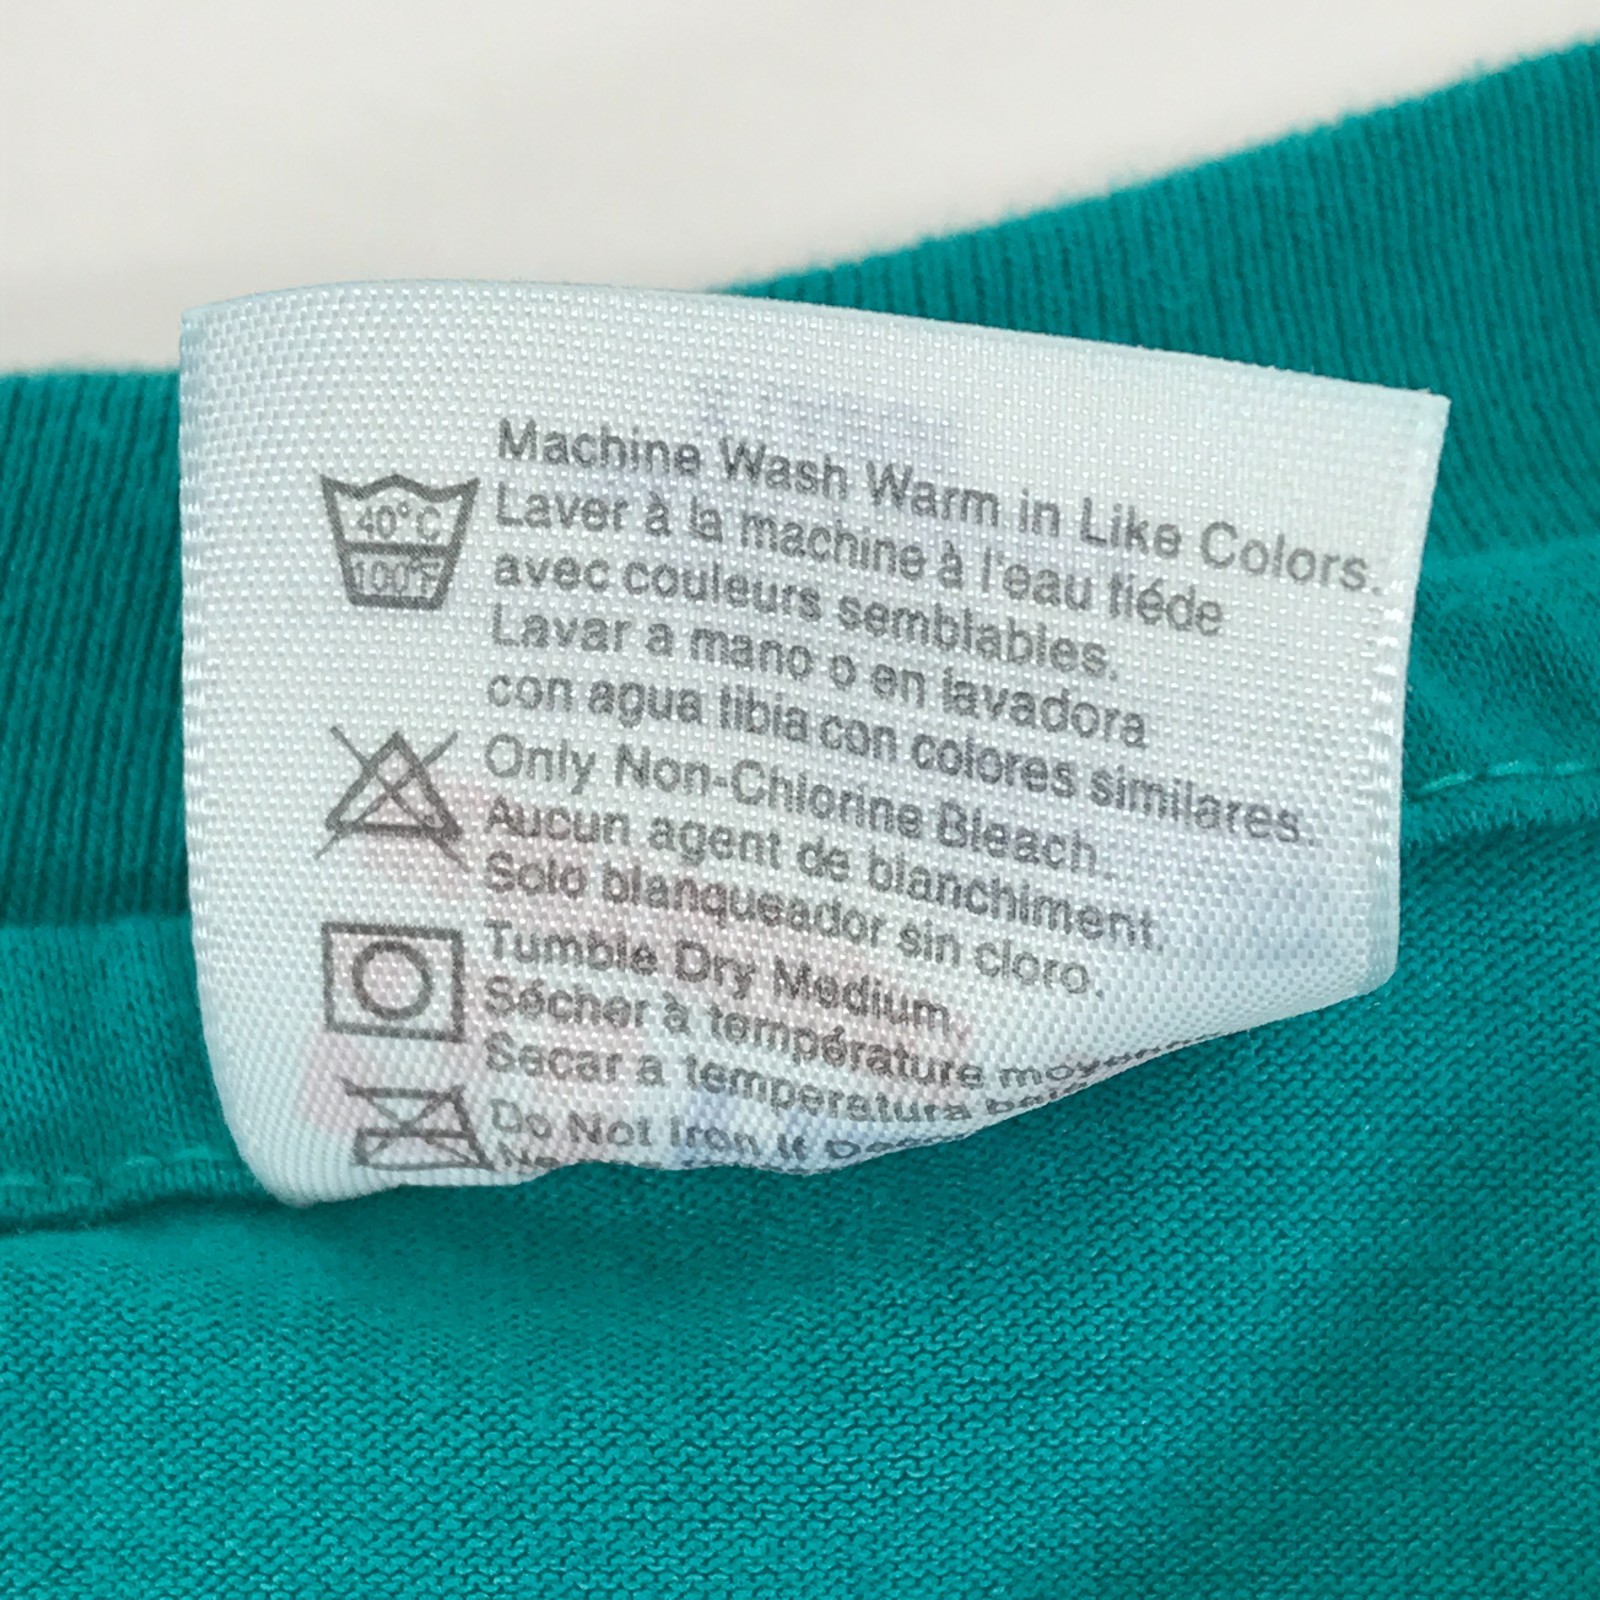 Machine Wash Warm in Like Colors.
40°C
100°F
Laver à la machine à l'eau tiéde
avec couleurs semblables.
Lavar a mano o en lavadora
con agua tibia con colores similares.
Only Non-Chlorine Bleach.
Aucun agent de blanchiment.
Solo blanqueador sin cloro.
Tumble Dry Medium.
Sécher à température
Secar a temperatura
Do Not Iron If